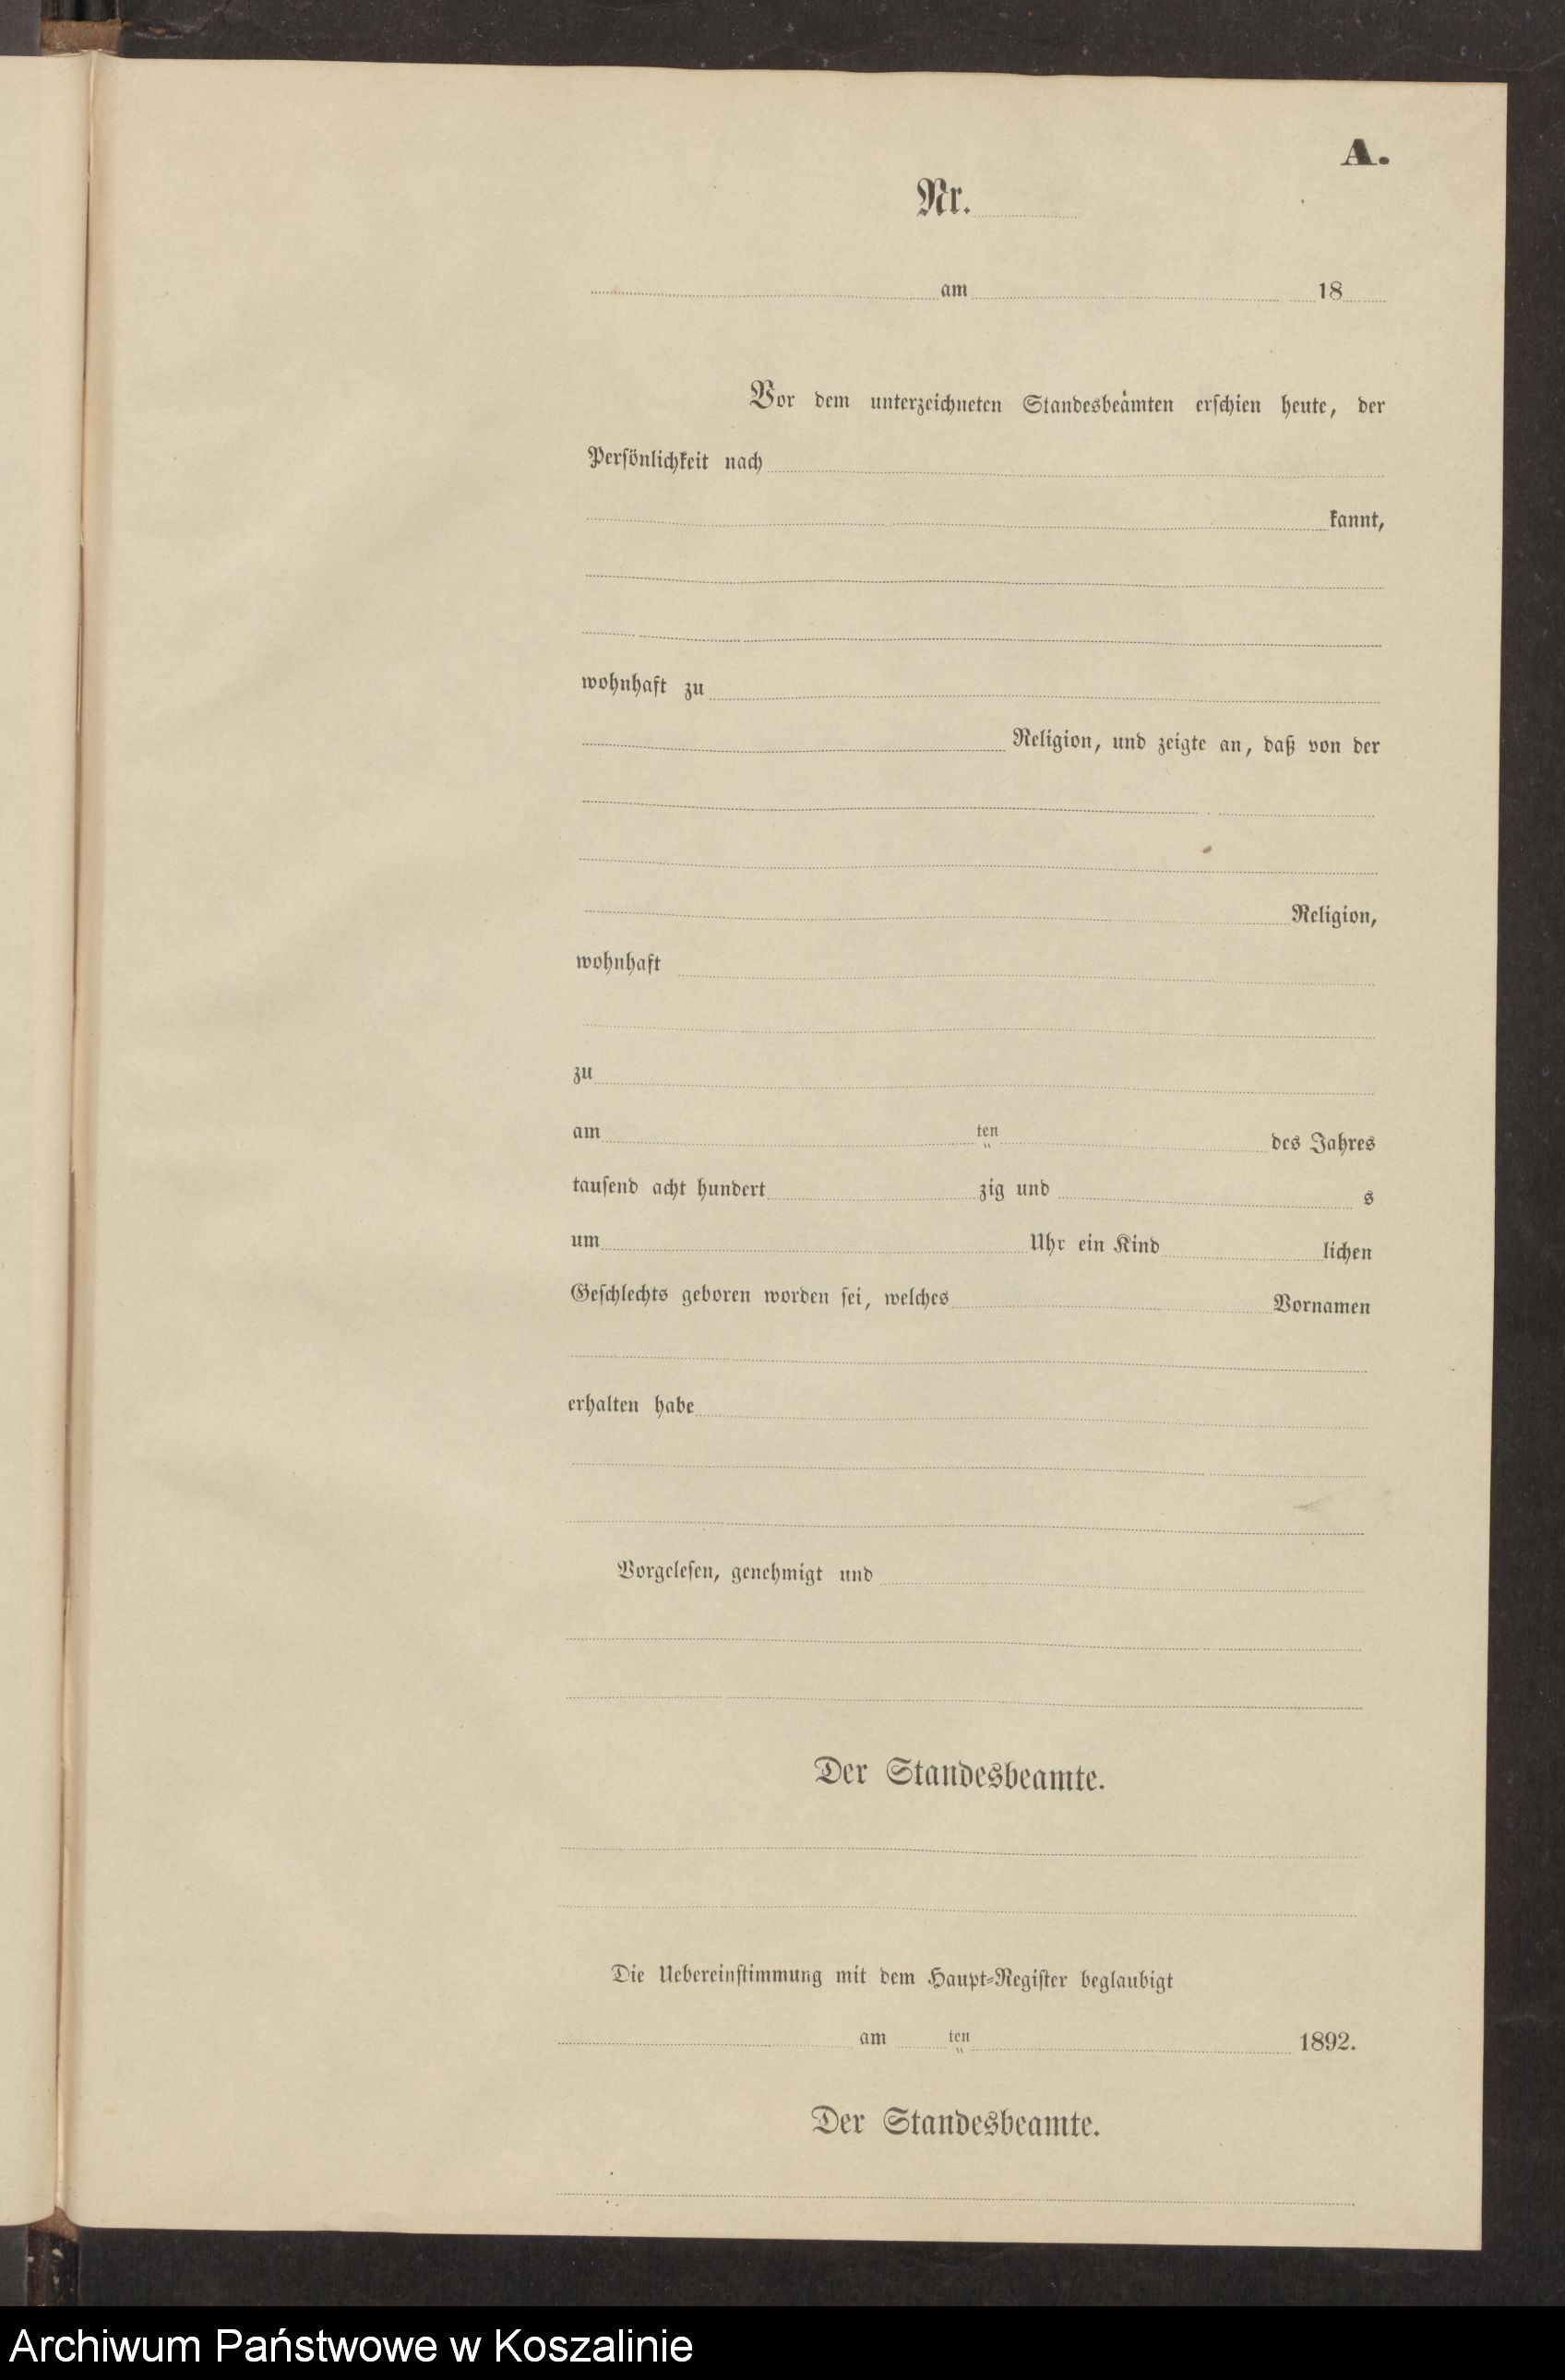 A.
Nr.
am 18
Vor dem unterzeichneten Standesbeamten erschien heute, der
Persönlichkeit nach
kannt,
wohnhaft zu
Religion, und zeigte an, daß von der
Religion,
wohnhaft
zu
am ten des Jahres
tausend acht hundert zig und s
um Uhr ein Kind lichen
Geschlechts geboren worden sei, welches Vornamen
erhalten habe
Vorgelesen, genehmigt und
Der Standesbeamte.
Die Uebereinstimmung mit dem Haupt-Register beglaubigt
am ten 1892.
Der Standesbeamte.
Archiwum Państwowe w Koszalinie